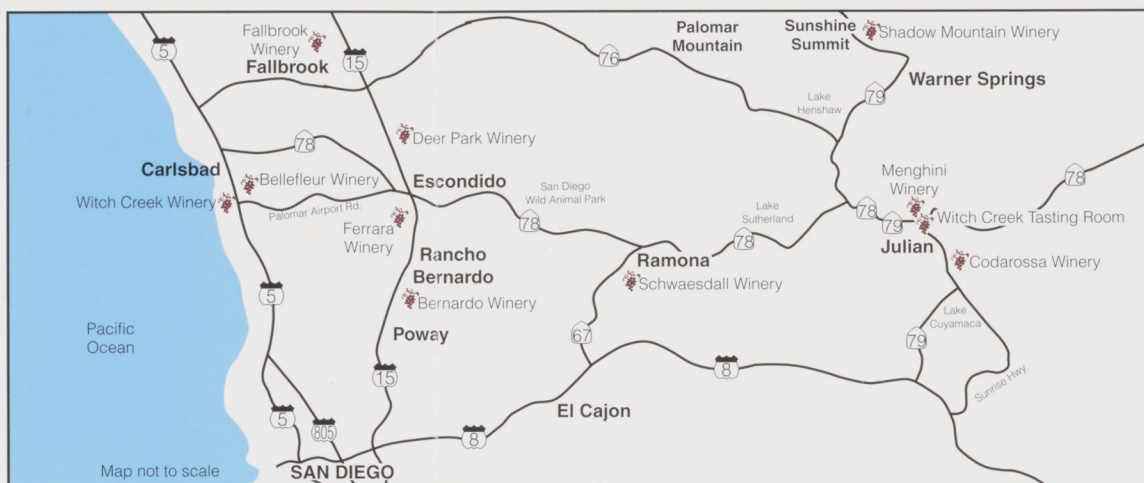 5
Fallbrook
Winery
Fallbrook
15
76
Palomar
Mountain
Sunshine
Summit
Shadow Mountain Winery
Warner Springs
79
Lake
Henshaw
78
Deer Park Winery
Carlsbad
Bellefleur Winery
Witch Creek Winery
Palomar Airport Rd.
Escondido
San Diego
Wild Animal Park
78
Ferrara
Winery
Rancho
Bernardo
Bernardo Winery
Poway
Lake
Sutherland
78
Ramona
Schwaesdall Winery
67
Menghini
Winery
78
78
79
Witch Creek Tasting Room
Julian
Codarossa Winery
Lake
Cuyamaca
79
Sunrise Hwy.
5
Pacific
Ocean
15
8
El Cajon
5
805
8
Map not to scale
SAN DIEGO